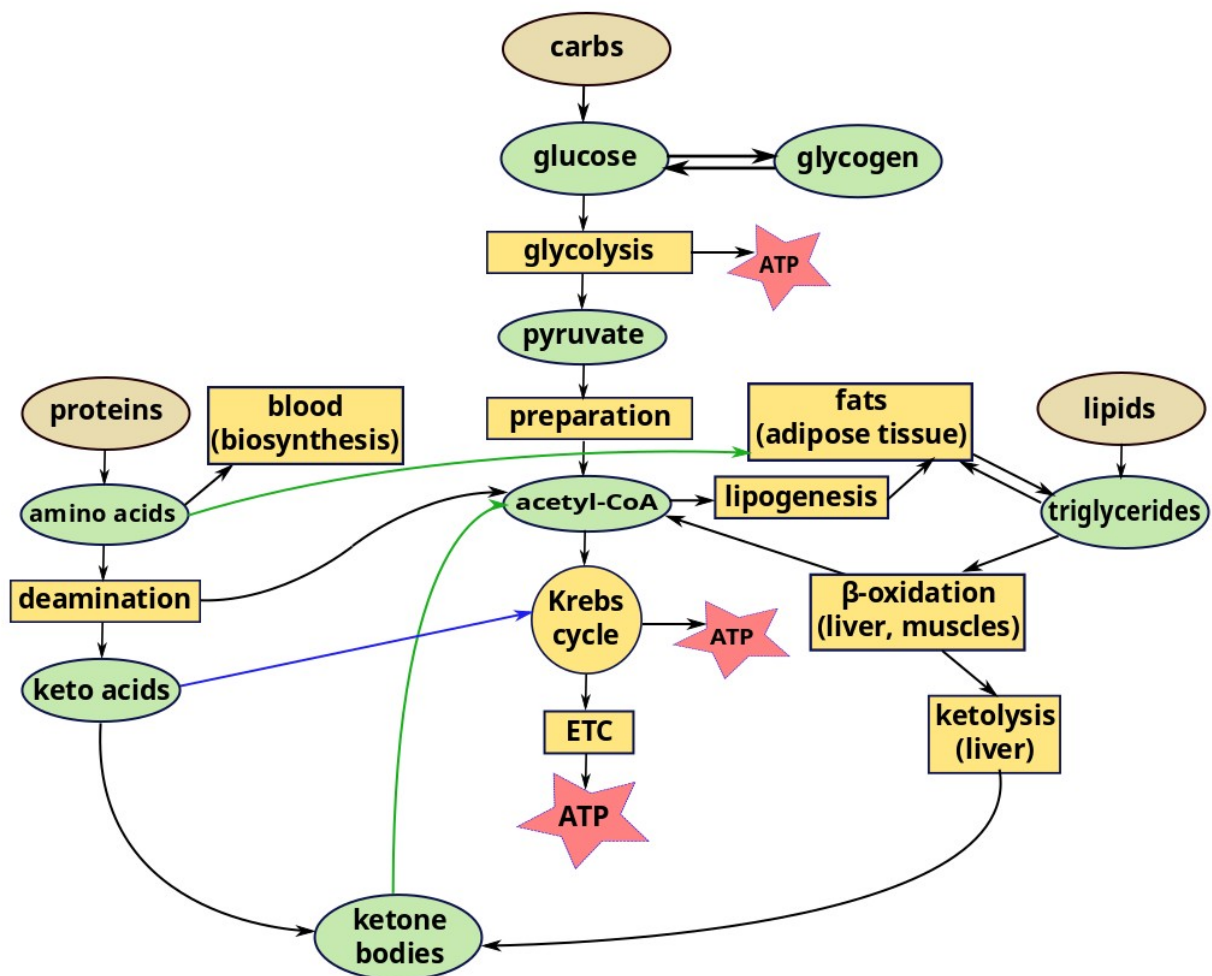 carbs
glucose
glycogen
glycolysis
ATP
pyruvate
proteins
blood
(biosynthesis)
preparation
fats
(adipose tissue)
lipids
amino acids
acetyl-CoA
lipogenesis
triglycerides
deamination
Krebs
cycle
ATP
β-oxidation
(liver, muscles)
keto acids
ETC
ketolysis
(liver)
ATP
ketone
bodies